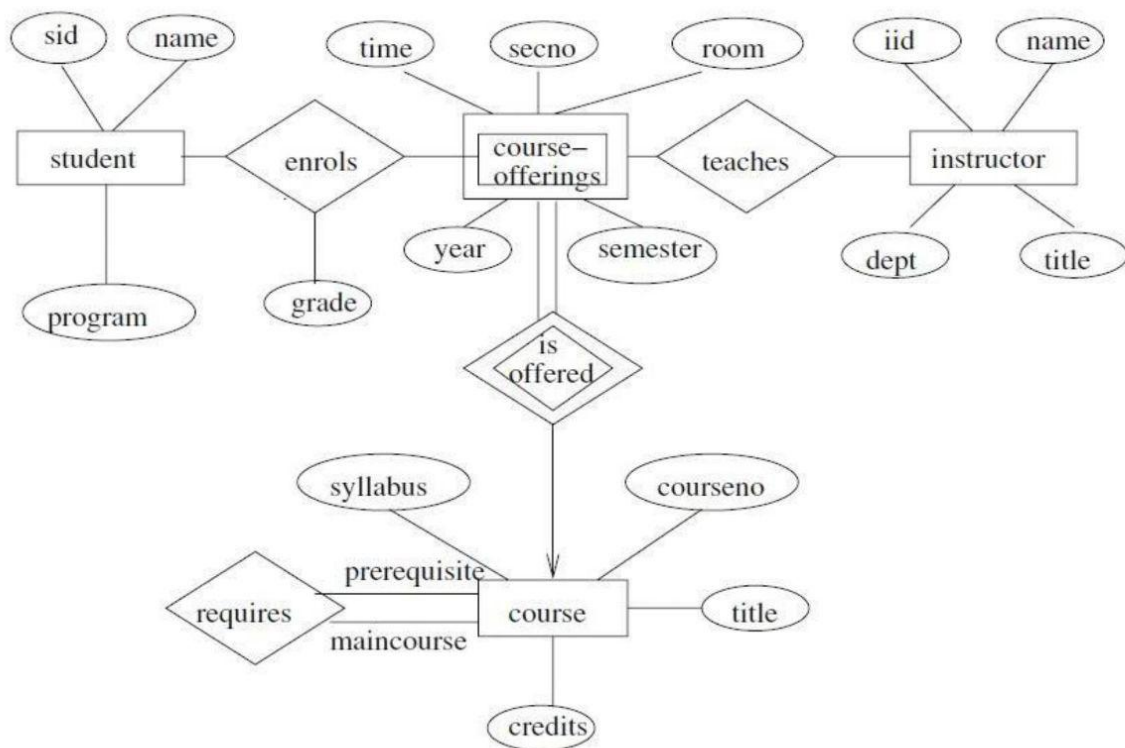 sid
name
time
secno
room
iid
name
student
enrols
course-
offerings
teaches
instructor
year
semester
dept
title
program
grade
is
offered
syllabus
courseno
prerequisite
requires
course
title
maincourse
credits